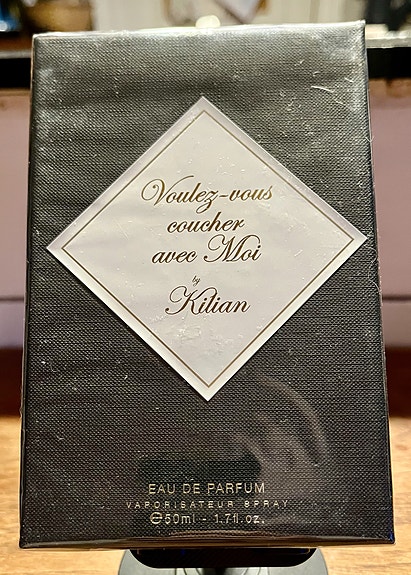 Voulez-vous
coucher
avec Moi
by
Kilian
EAU DE PARFUM
VAPORISATEUR SPRAY
℮50ml - 1.7fl.oz.